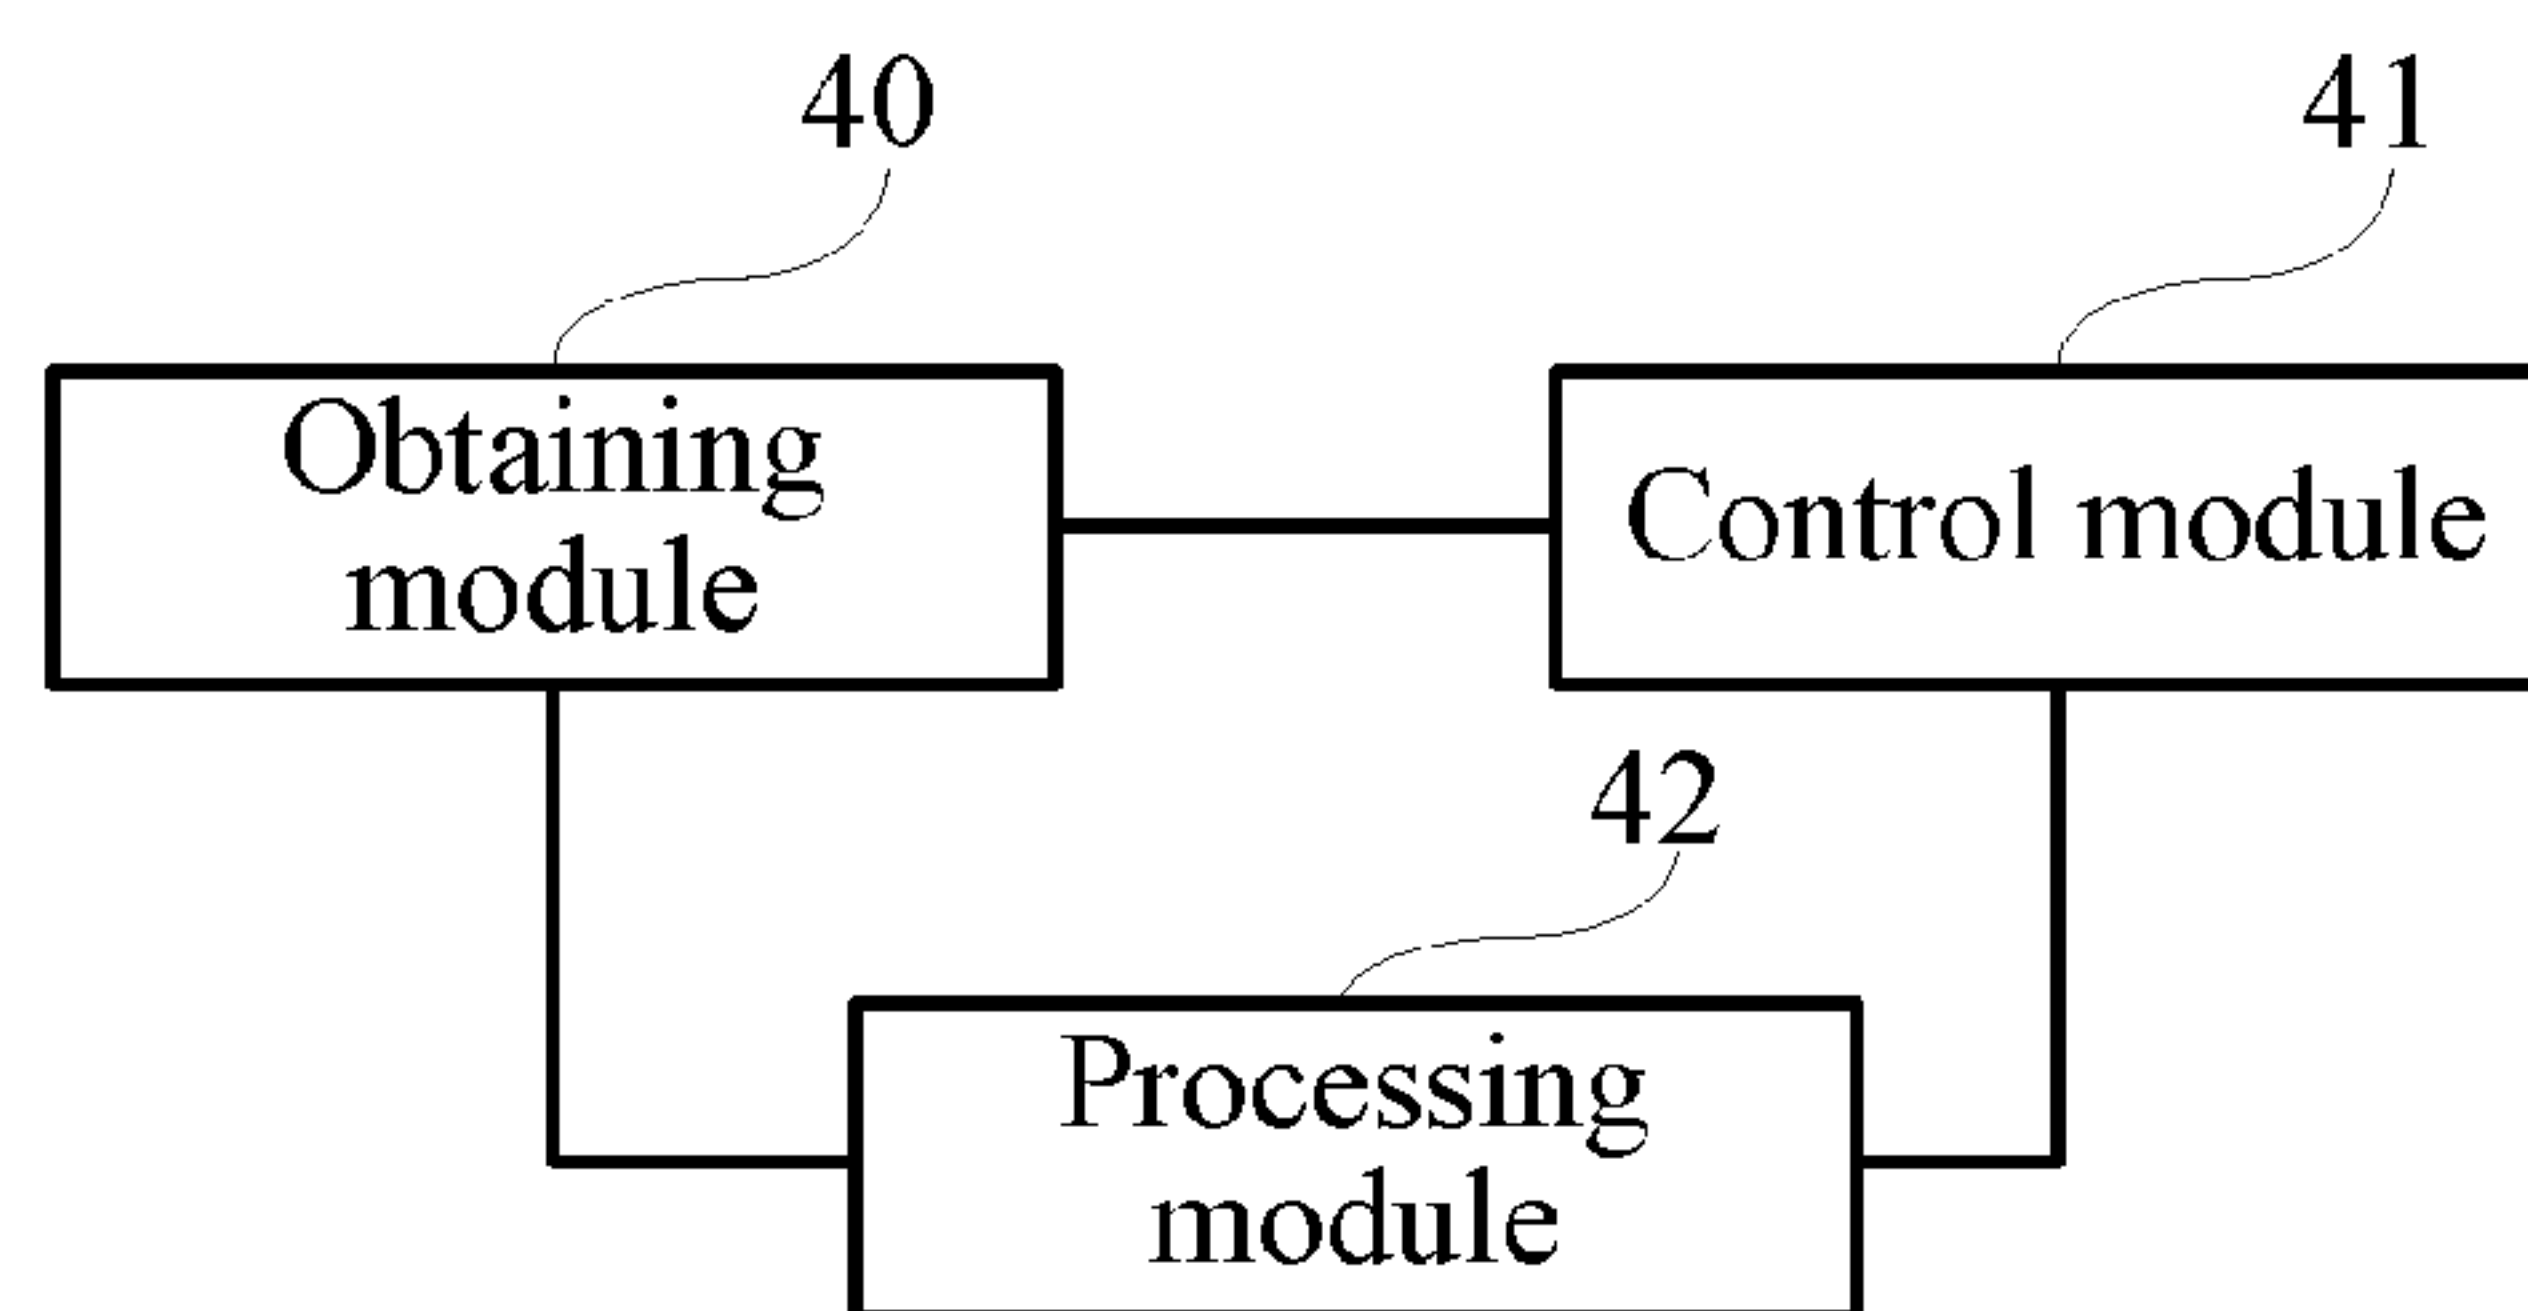 40
41
Obtaining
module
Control module
42
Processing
module